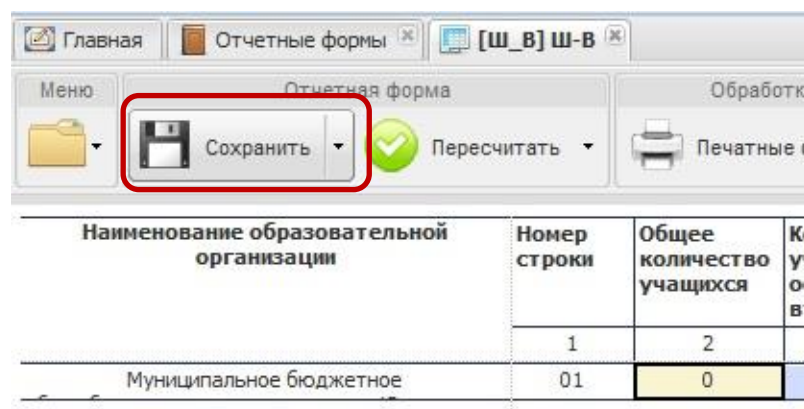 Главная Отчетные формы [Ш_В] Ш-В
Меню Отчетная форма
Сохранить Пересчитать Печатные
Наименование образовательной Номер Общее
организации строки количество
учащихся
1 2
Муниципальное бюджетное 01 0